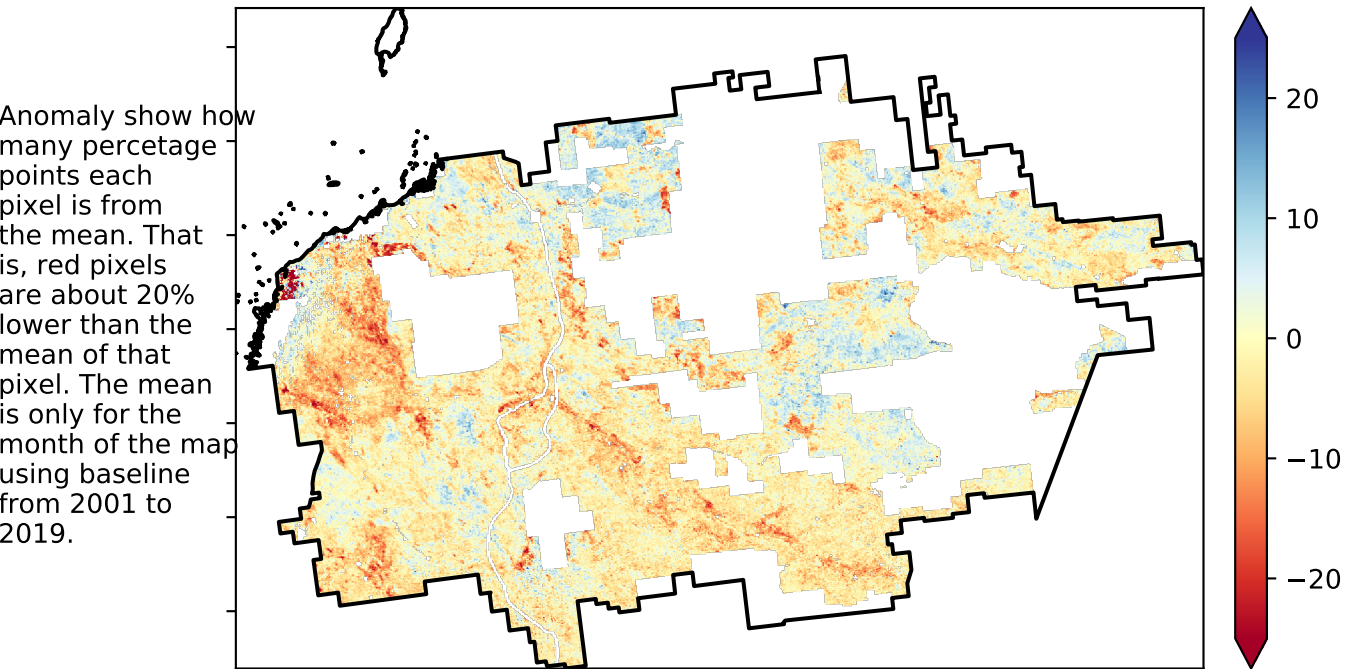 Anomaly show how
many percetage
points each
pixel is from
the mean. That
is, red pixels
are about 20%
lower than the
mean of that
pixel. The mean
is only for the
month of the map
using baseline
from 2001 to
2019.
20
10
0
−10
−20